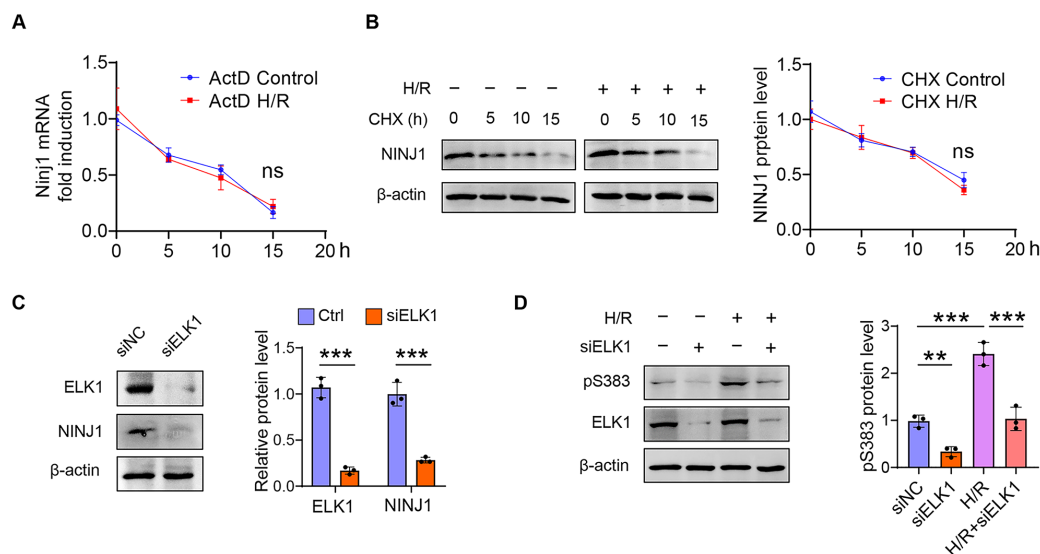 A
1.5
1.0
0.5
0.0
Ninj1 mRNA
fold induction
ActD Control
ActD H/R
ns
0 5 10 15 20 h
B
H/R – – – – + + + +
CHX (h) 0 5 10 15 0 5 10 15
NINJ1
β-actin
1.5
1.0
0.5
0.0
NINJ1 prptein level
CHX Control
CHX H/R
ns
0 5 10 15 20 h
C
siNC siELK1
ELK1
NINJ1
β-actin
Ctrl siELK1
1.5
1.0
0.5
0.0
Relative protein level
*** ***
ELK1 NINJ1
D
H/R – – + +
siELK1 – + – +
pS383
ELK1
β-actin
3
2
1
0
pS383 protein level
*** ***
**
siNC
siELK1
H/R
H/R+siELK1